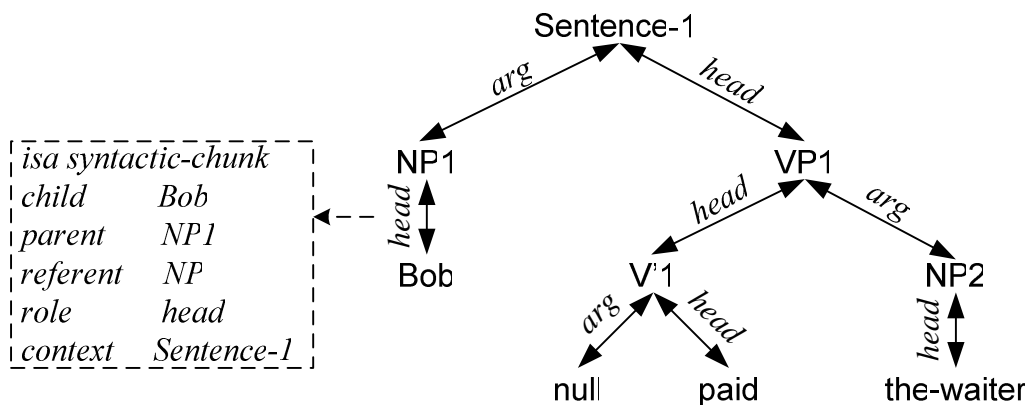 Sentence-1
arg
head
NP1
VP1
isa syntactic-chunk
child Bob
parent NP1
referent NP
role head
context Sentence-1
head
Bob
head
arg
V'1
NP2
arg
head
head
null
paid
the-waiter